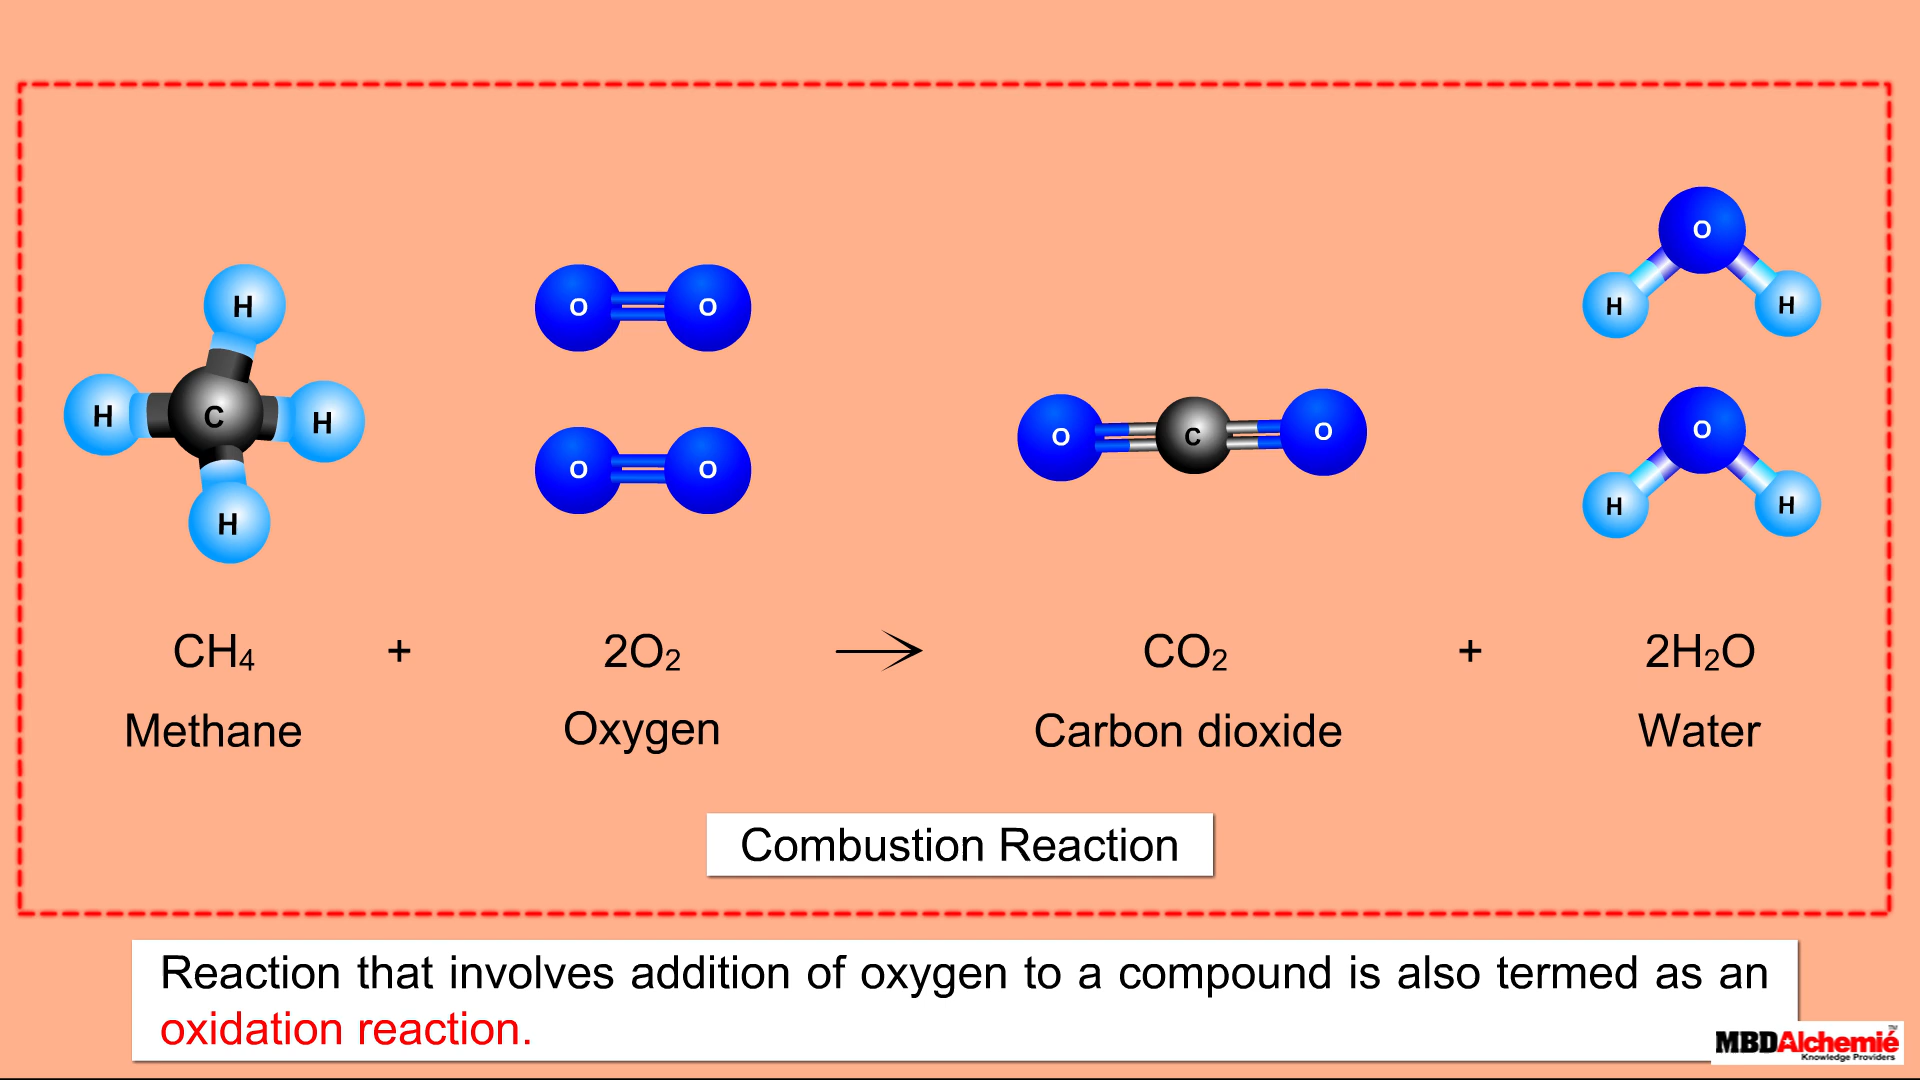 H
H C H
H
O O
O O
O C O
O
H H
O
H H
CH₄ + 2O₂ → CO₂ + 2H₂O
Methane Oxygen Carbon dioxide Water
Combustion Reaction
Reaction that involves addition of oxygen to a compound is also termed as an
oxidation reaction.
MBDAlchemié™
Knowledge Providers